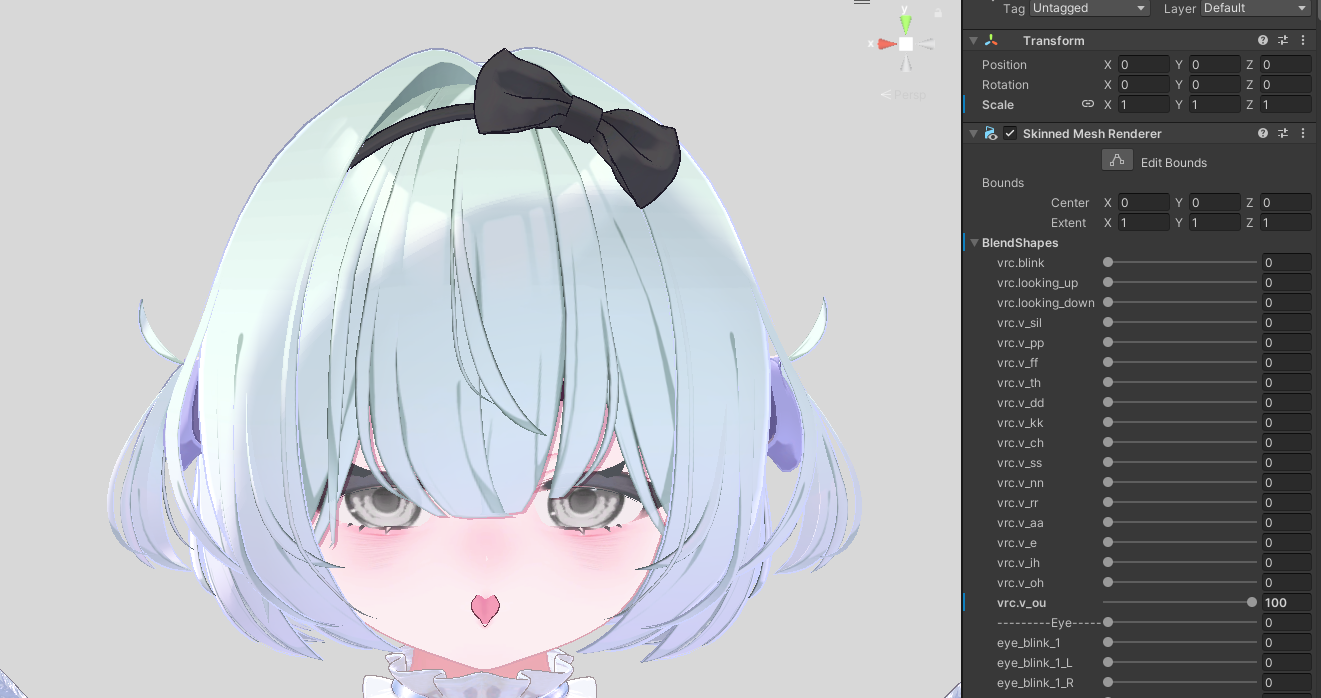 Tag Untagged Layer Default
y
x
Persp
Transform
Position X 0 Y 0 Z 0
Rotation X 0 Y 0 Z 0
Scale X 1 Y 1 Z 1
Skinned Mesh Renderer
Edit Bounds
Bounds
Center X 0 Y 0 Z 0
Extent X 1 Y 1 Z 1
BlendShapes
vrc.blink 0
vrc.looking_up 0
vrc.looking_down 0
vrc.v_sil 0
vrc.v_pp 0
vrc.v_ff 0
vrc.v_th 0
vrc.v_dd 0
vrc.v_kk 0
vrc.v_ch 0
vrc.v_ss 0
vrc.v_nn 0
vrc.v_rr 0
vrc.v_aa 0
vrc.v_e 0
vrc.v_ih 0
vrc.v_oh 0
vrc.v_ou 100
---------Eye----- 0
eye_blink_1 0
eye_blink_1_L 0
eye_blink_1_R 0